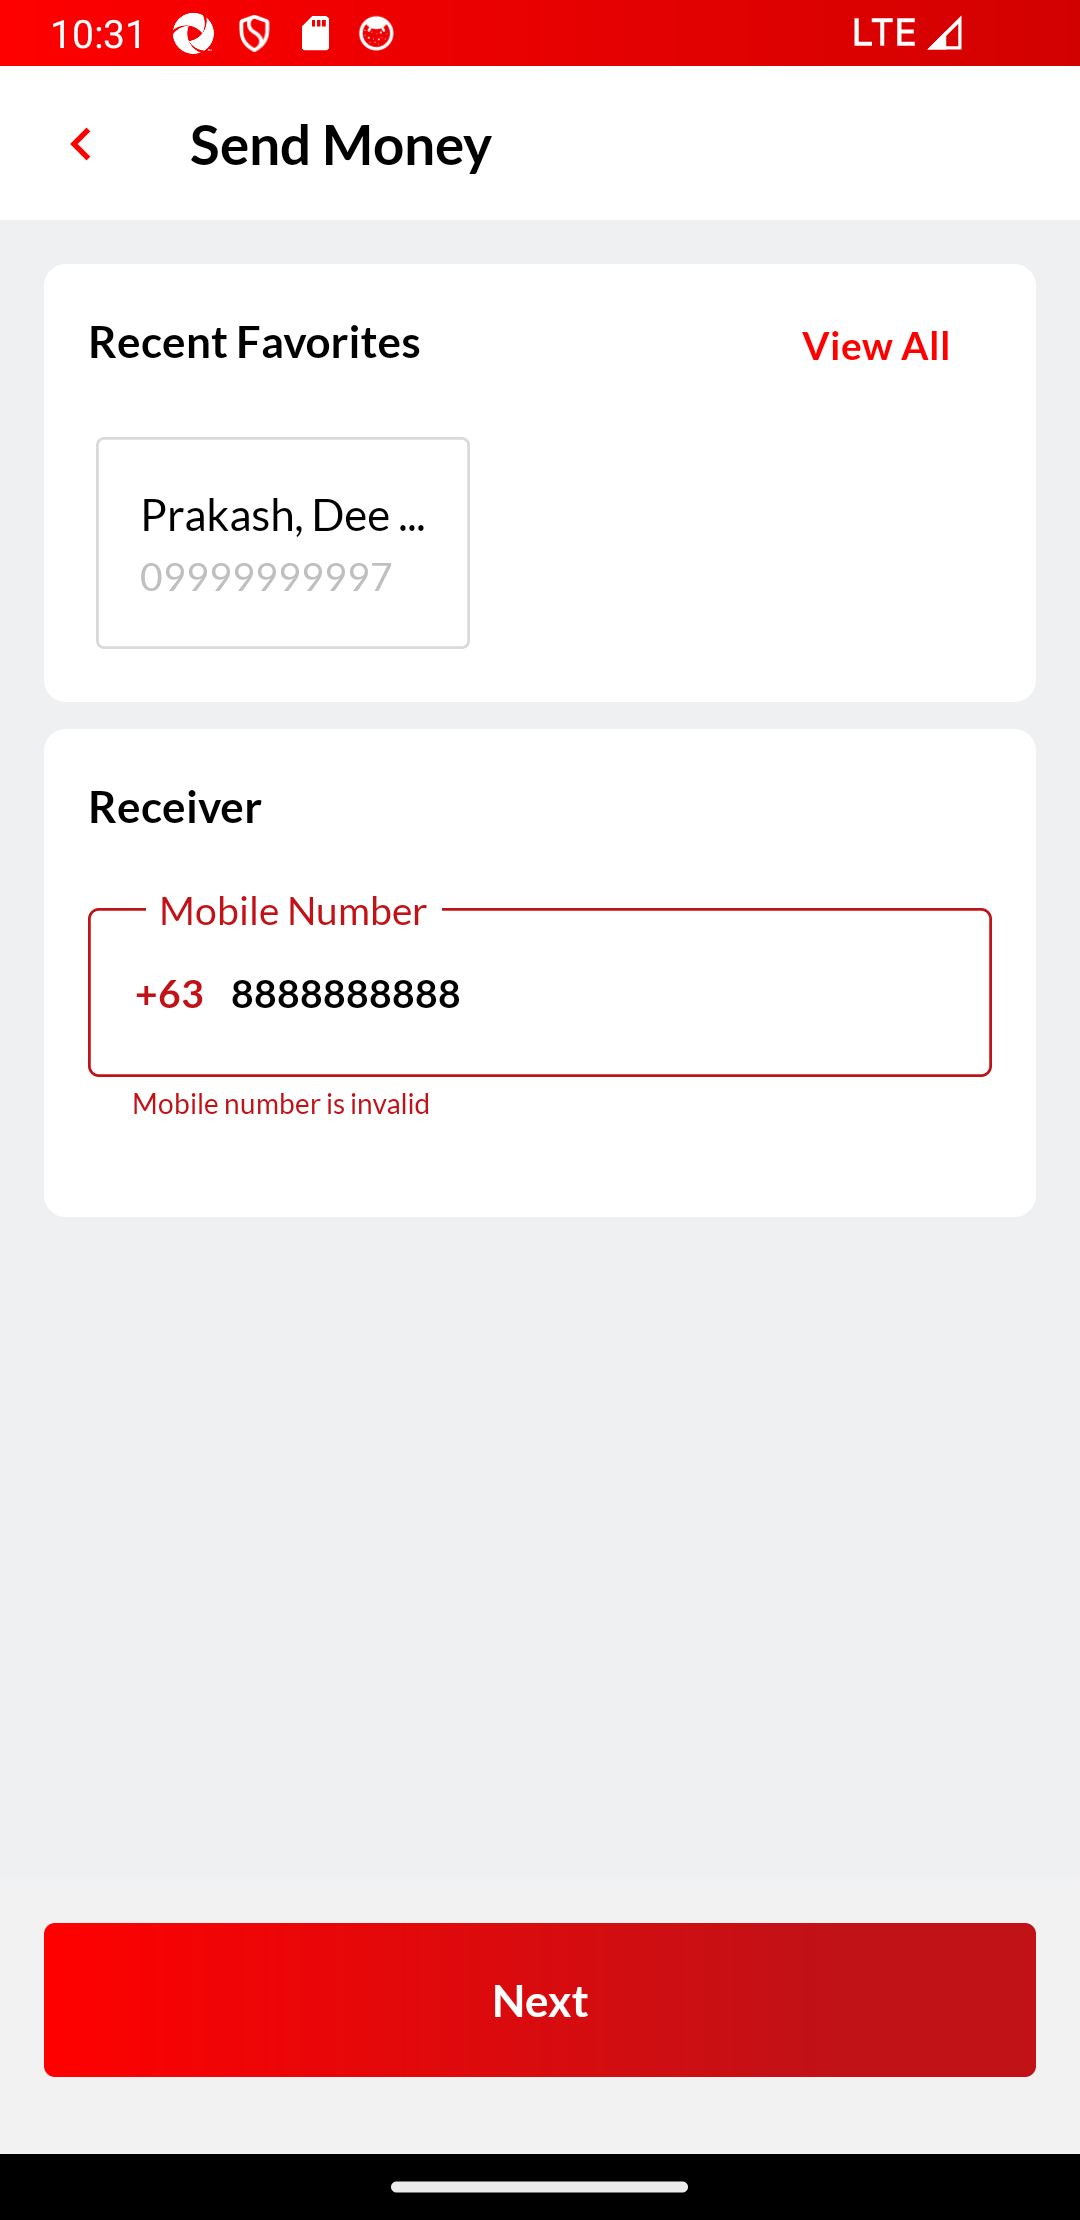 10:31
LTE
Send Money
Recent Favorites
View All
Prakash, Dee ...
09999999997
Receiver
Mobile Number
+63 8888888888
Mobile number is invalid
Next